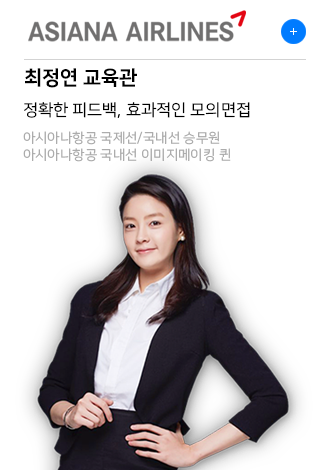 ASIANA AIRLINES
+
최정연 교육관
정확한 피드백, 효과적인 모의면접
아시아나항공 국제선/국내선 승무원
아시아나항공 국내선 이미지메이킹 퀸